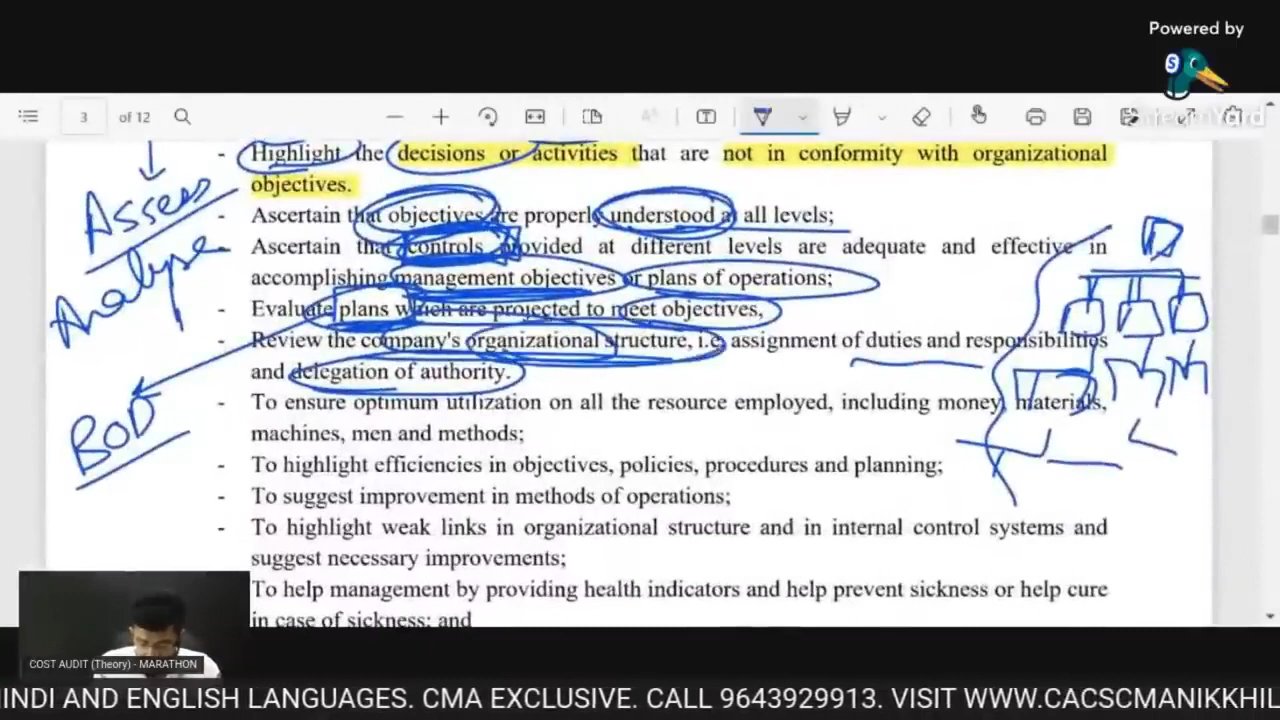 Powered by
S
3 of 12
- Highlight the decisions or activities that are not in conformity with organizational
objectives.
Assess
- Ascertain that objectives are properly understood at all levels;
Analyse
- Ascertain that controls provided at different levels are adequate and effective in
accomplishing management objectives or plans of operations;
- Evaluate plans which are projected to meet objectives,
- Review the company's organizational structure, i.e. assignment of duties and responsibilities
and delegation of authority.
BOD
- To ensure optimum utilization on all the resource employed, including money, materials,
machines, men and methods;
- To highlight efficiencies in objectives, policies, procedures and planning;
- To suggest improvement in methods of operations;
- To highlight weak links in organizational structure and in internal control systems and
suggest necessary improvements;
To help management by providing health indicators and help prevent sickness or help cure
in case of sickness; and
COST AUDIT (Theory) - MARATHON
INDI AND ENGLISH LANGUAGES. CMA EXCLUSIVE. CALL 9643929913. VISIT WWW.CACSCMANIKKHIL